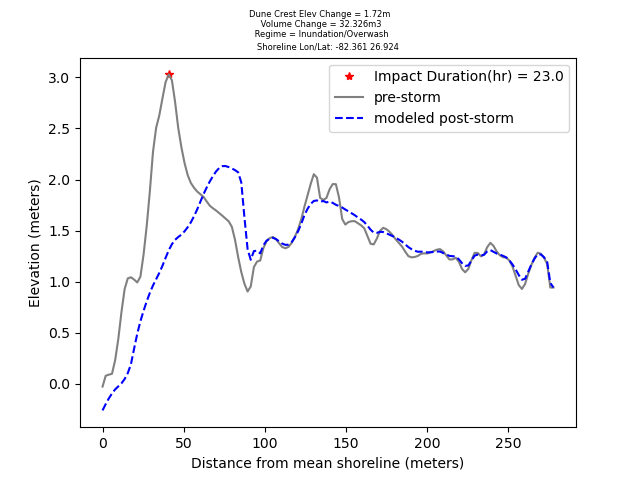 Dune Crest Elev Change = 1.72m
Volume Change = 32.326m3
Regime = Inundation/Overwash
Shoreline Lon/Lat: -82.361 26.924
Impact Duration(hr) = 23.0
pre-storm
modeled post-storm
Elevation (meters)
3.0
2.5
2.0
1.5
1.0
0.5
0.0
0 50 100 150 200 250
Distance from mean shoreline (meters)